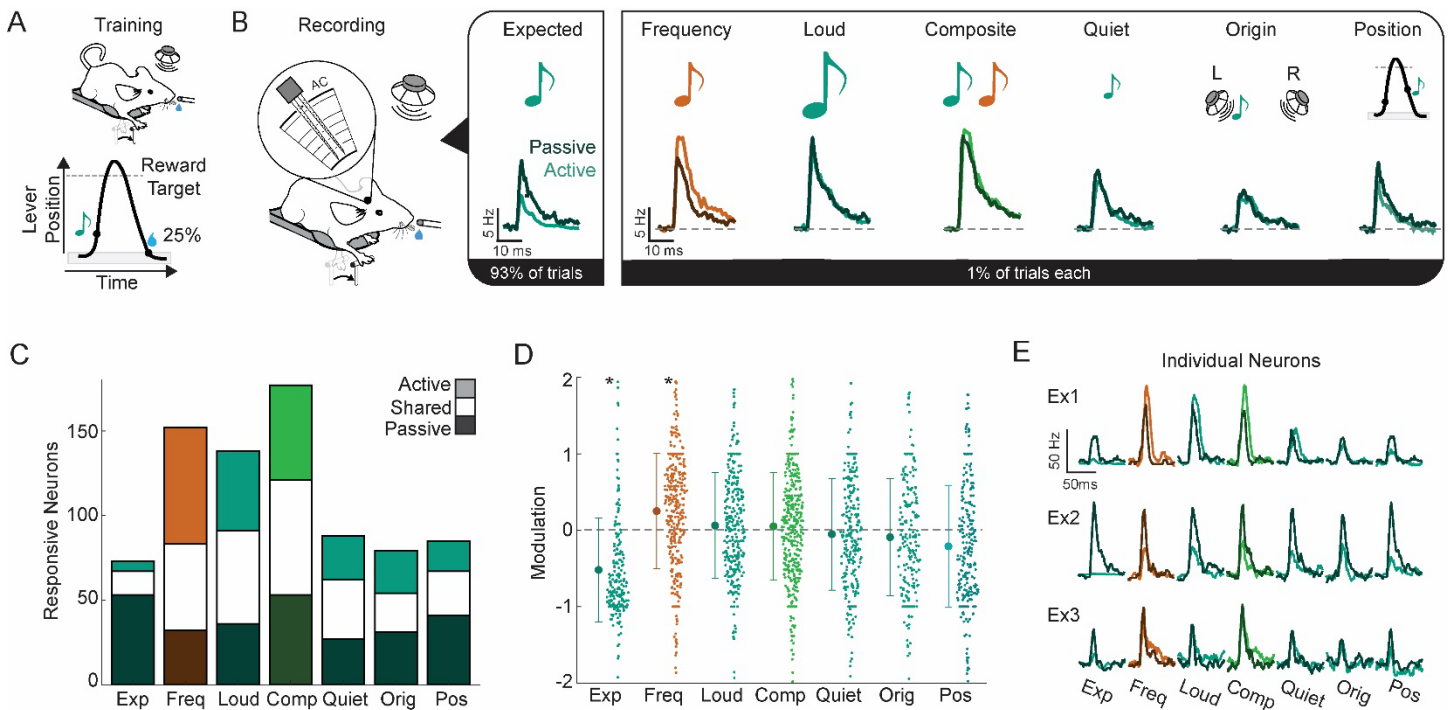 A
Training
Lever
Position
Reward
Target
25%
Time
B
Recording
AC
Expected
Passive
Active
5 Hz
10 ms
93% of trials
Frequency
Loud
Composite
Quiet
Origin
Position
L
R
5 Hz
10 ms
1% of trials each
C
Responsive Neurons
150
100
50
0
Active
Shared
Passive
Exp
Freq
Loud
Comp
Quiet
Orig
Pos
D
Modulation
2
1
0
-1
-2
*
*
Exp
Freq
Loud
Comp
Quiet
Orig
Pos
E
Individual Neurons
Ex1
50 Hz
50ms
Ex2
Ex3
Exp
Freq
Loud
Comp
Quiet
Orig
Pos